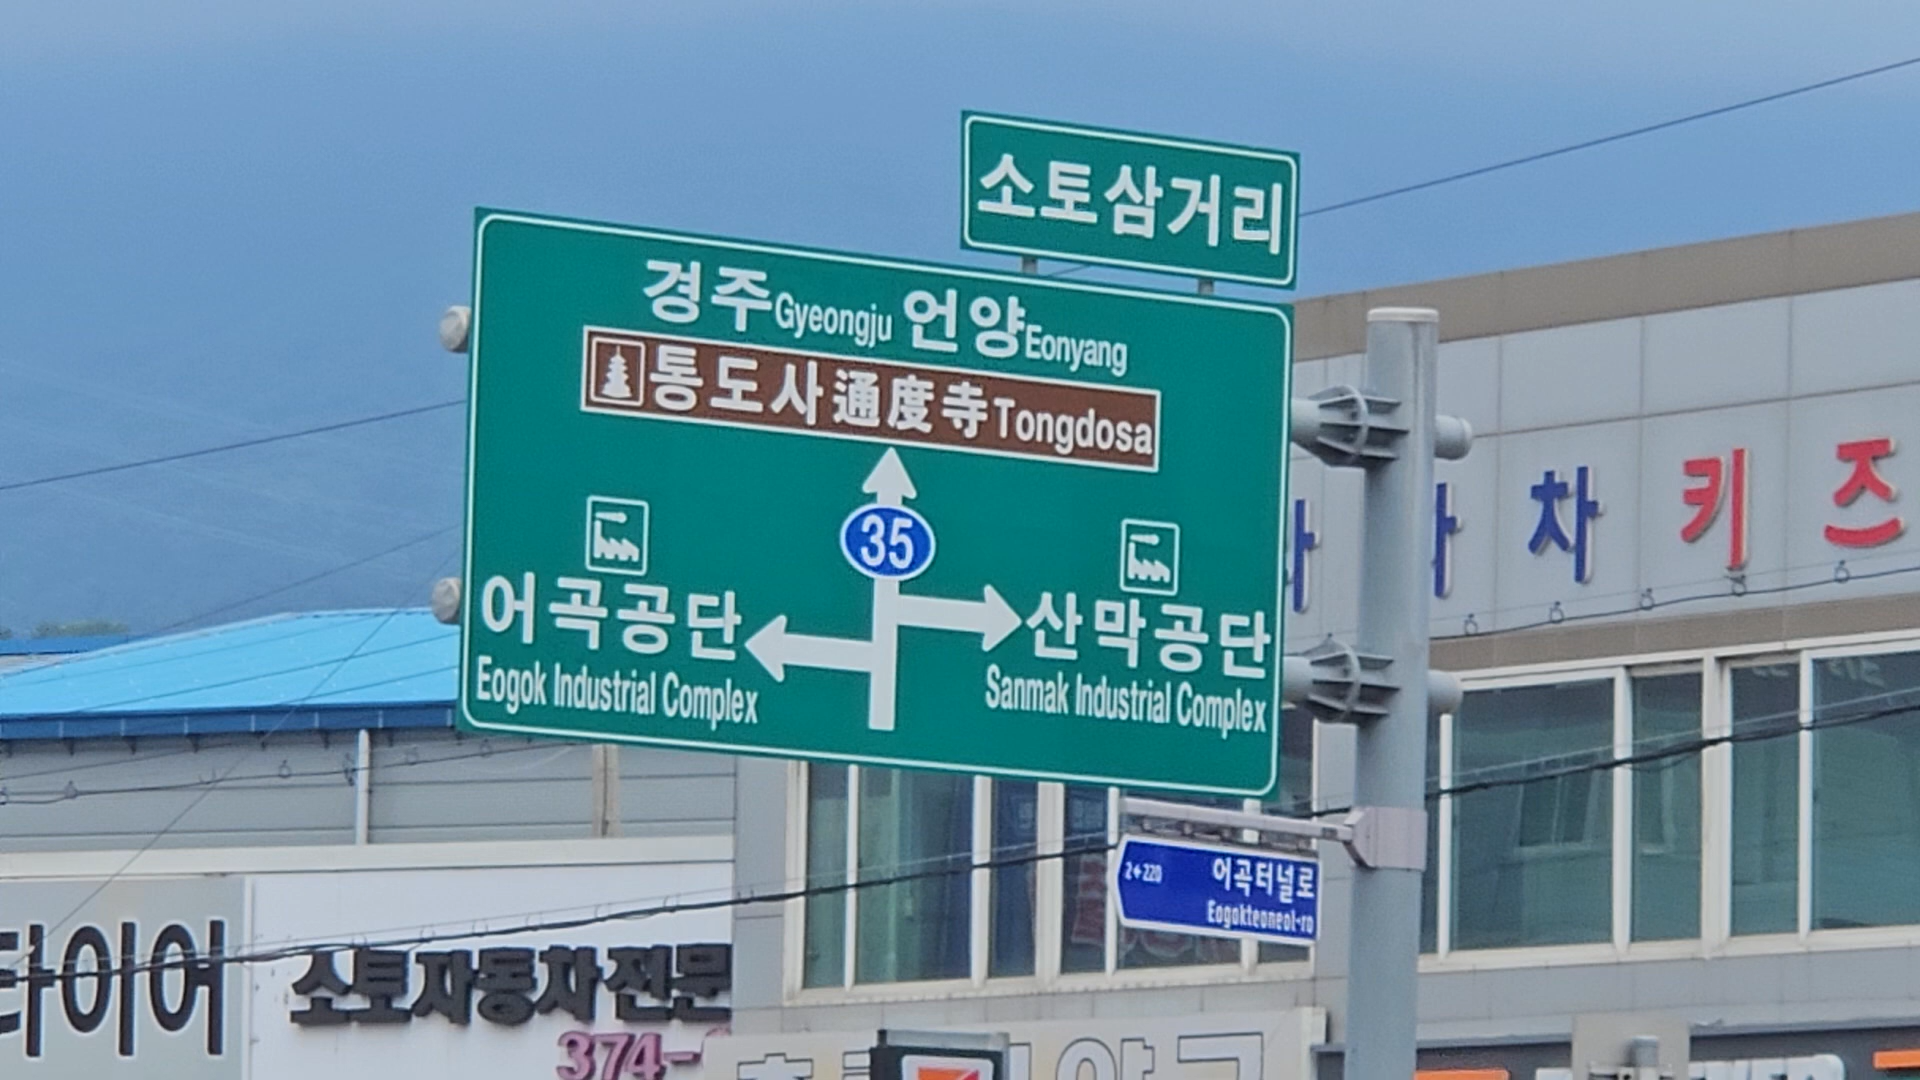 소토삼거리
경주 Gyeongju 언양 Eonyang
통도사 通度寺 Tongdosa
35
어곡공단
Eogok Industrial Complex
산막공단
Sanmak Industrial Complex
차 키즈
2↔220 어곡터널로
Eogokteoneol-ro
타이어
소토자동차전문
374-